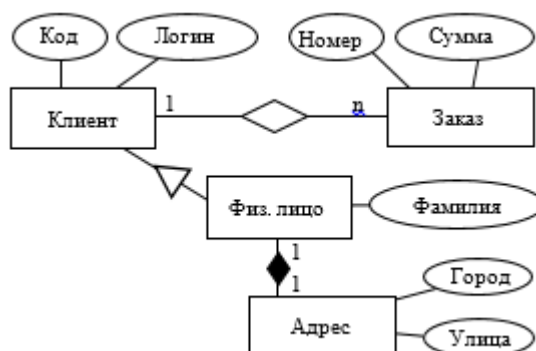 Код
Логин
Номер
Сумма
Клиент
1
n
Заказ
Физ. лицо
Фамилия
1
1
Адрес
Город
Улица